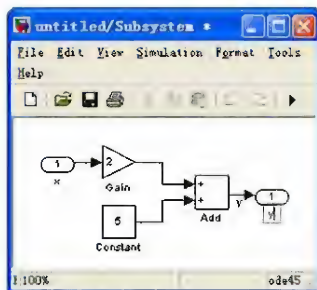 untitled/Subsystem *
File Edit View Simulation Format Tools
Help
1
x
2
Gain
5
Constant
+
+
Add
y
1
y
100%
ode45